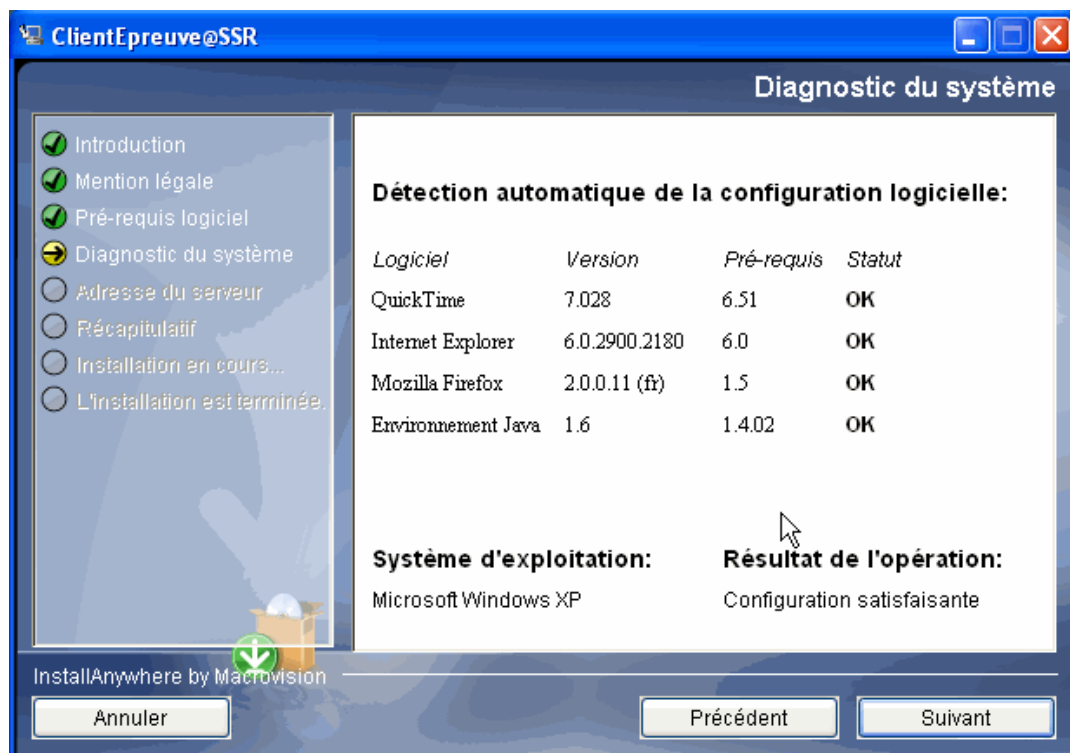 ClientEpreuve@SSR
Diagnostic du système
Introduction
Mention légale
Pré-requis logiciel
Diagnostic du système
Adresse du serveur
Récapitulatif
Installation en cours...
L'installation est terminée.
Détection automatique de la configuration logicielle:
Logiciel Version Pré-requis Statut
QuickTime 7.028 6.51 OK
Internet Explorer 6.0.2900.2180 6.0 OK
Mozilla Firefox 2.0.0.11 (fr) 1.5 OK
Environnement Java 1.6 1.4.02 OK
Système d'exploitation: Résultat de l'opération:
Microsoft Windows XP Configuration satisfaisante
InstallAnywhere by Macrovision
Annuler Précédent Suivant